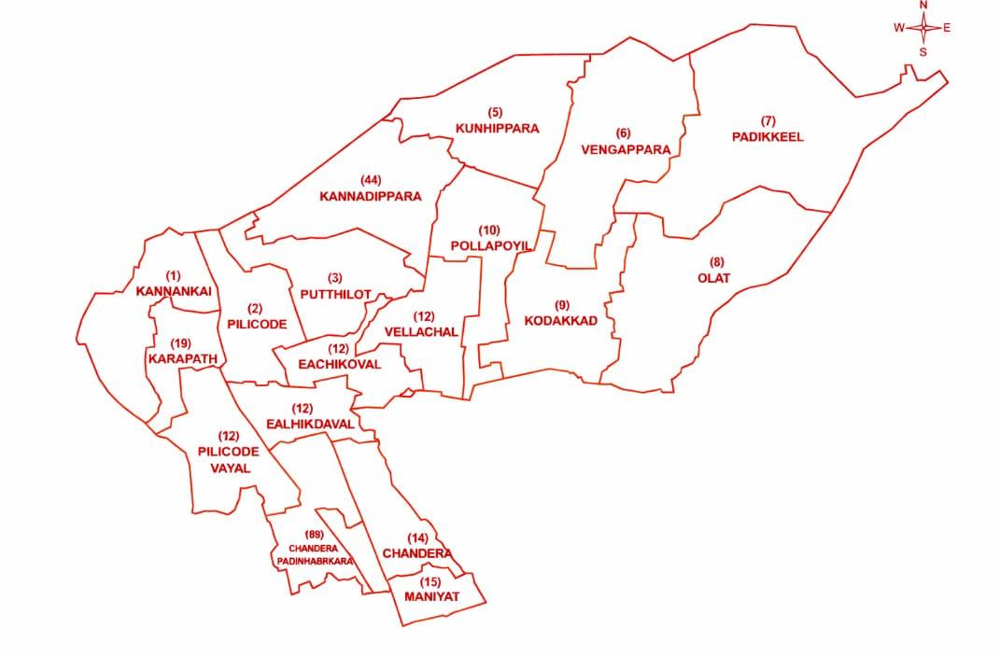 N
W E
S
(5)
KUNHIPPARA
(6)
VENGAPPARA
(7)
PADIKKEEL
(44)
KANNADIPPARA
(10)
POLLAPOYIL
(8)
OLAT
(1)
KANNANKAI
(3)
PUTTHILOT
(2)
PILICODE
(12)
VELLACHAL
(9)
KODAKKAD
(19)
KARAPATH
(12)
EACHIKOVAL
(12)
EALHIKDAVAL
(12)
PILICODE
VAYAL
(89)
CHANDERA
PADINHABRKARA
(14)
CHANDERA
(15)
MANIYAT